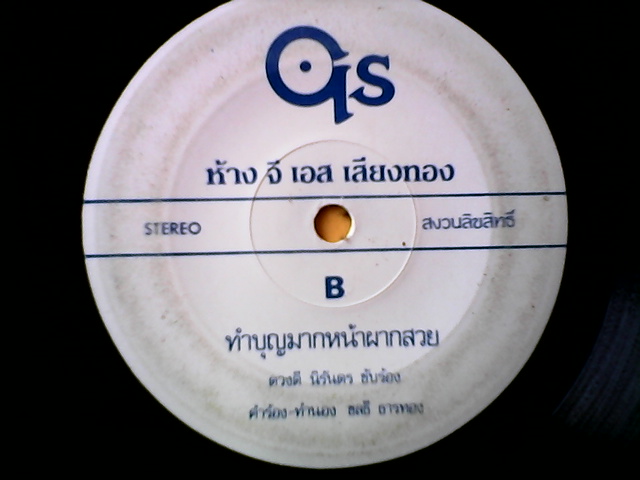 GS
ห้าง จี เอส เสียงทอง
STEREO
สงวนลิขสิทธิ์
B
ทำบุญมากหน้าผากสวย
ดวงดี นิรันดร ขับร้อง
คำร้อง-ทำนอง ชลธี ธารทอง